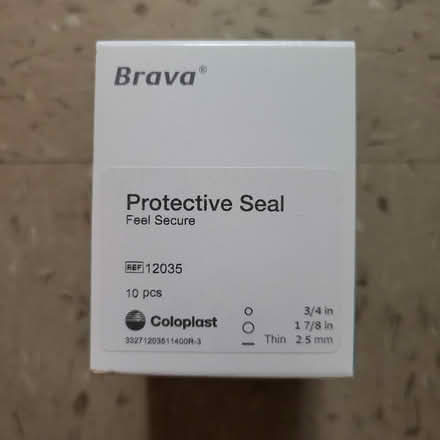 Brava®
Protective Seal
Feel Secure
REF 12035
10 pcs
Coloplast
3/4 in
1 7/8 in
Thin 2.5 mm
33271203511400R-3